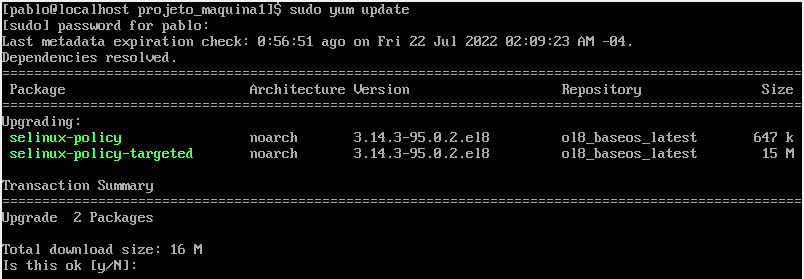 [pablo@localhost projeto_maquina1]$ sudo yum update
[sudo] password for pablo:
Last metadata expiration check: 0:56:51 ago on Fri 22 Jul 2022 02:09:23 AM -04.
Dependencies resolved.
================================================================================
Package Architecture Version Repository Size
================================================================================
Upgrading:
selinux-policy noarch 3.14.3-95.0.2.el8 ol8_baseos_latest 647 k
selinux-policy-targeted noarch 3.14.3-95.0.2.el8 ol8_baseos_latest 15 M
Transaction Summary
================================================================================
Upgrade 2 Packages
Total download size: 16 M
Is this ok [y/N]: